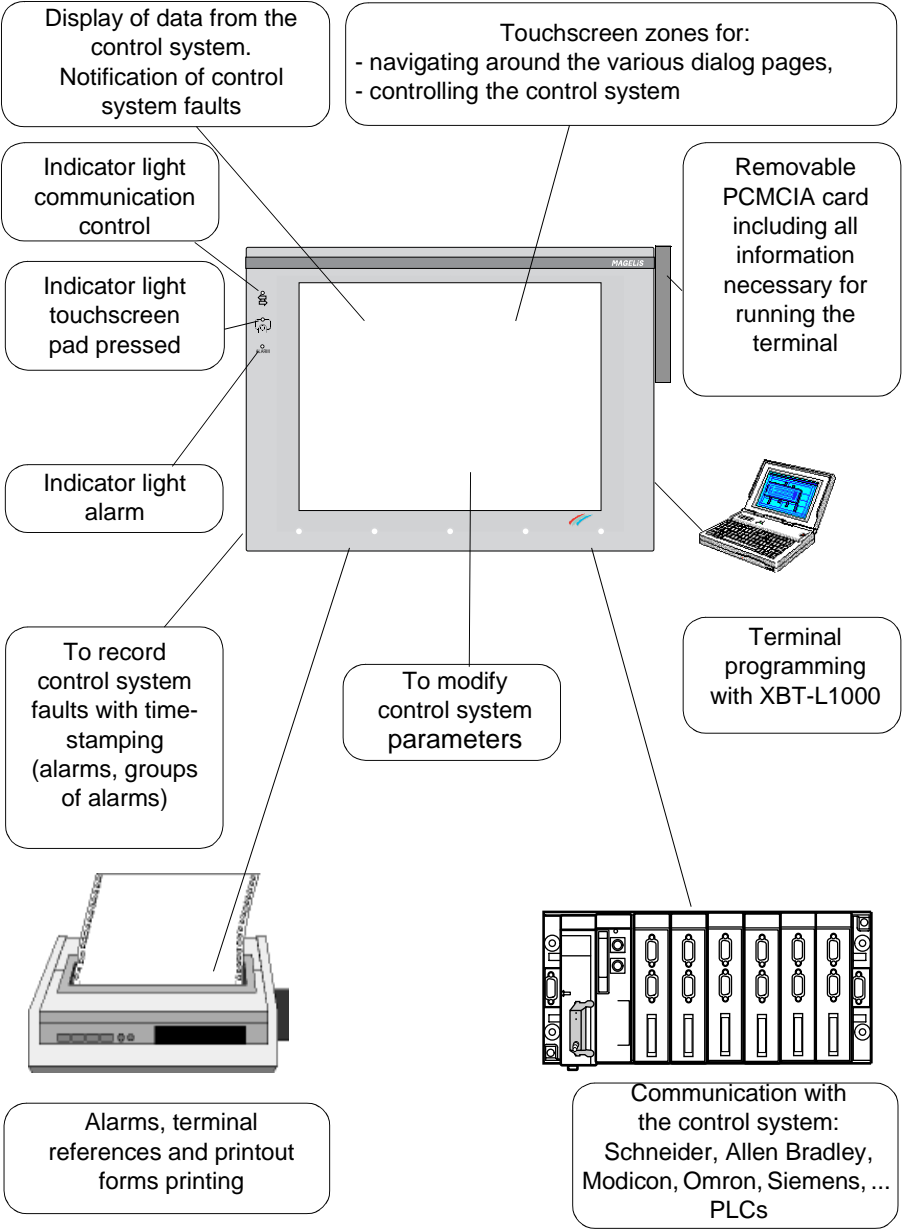 Display of data from the
control system.
Notification of control
system faults
Touchscreen zones for:
- navigating around the various dialog pages,
- controlling the control system
Indicator light
communication
control
Removable
PCMCIA card
including all
information
necessary for
running the
terminal
MAGELiS
Indicator light
touchscreen
pad pressed
ALARM
Indicator light
alarm
To record
control system
faults with time-
stamping
(alarms, groups
of alarms)
To modify
control system
parameters
Terminal
programming
with XBT-L1000
Alarms, terminal
references and printout
forms printing
Communication with
the control system:
Schneider, Allen Bradley,
Modicon, Omron, Siemens, ...
PLCs